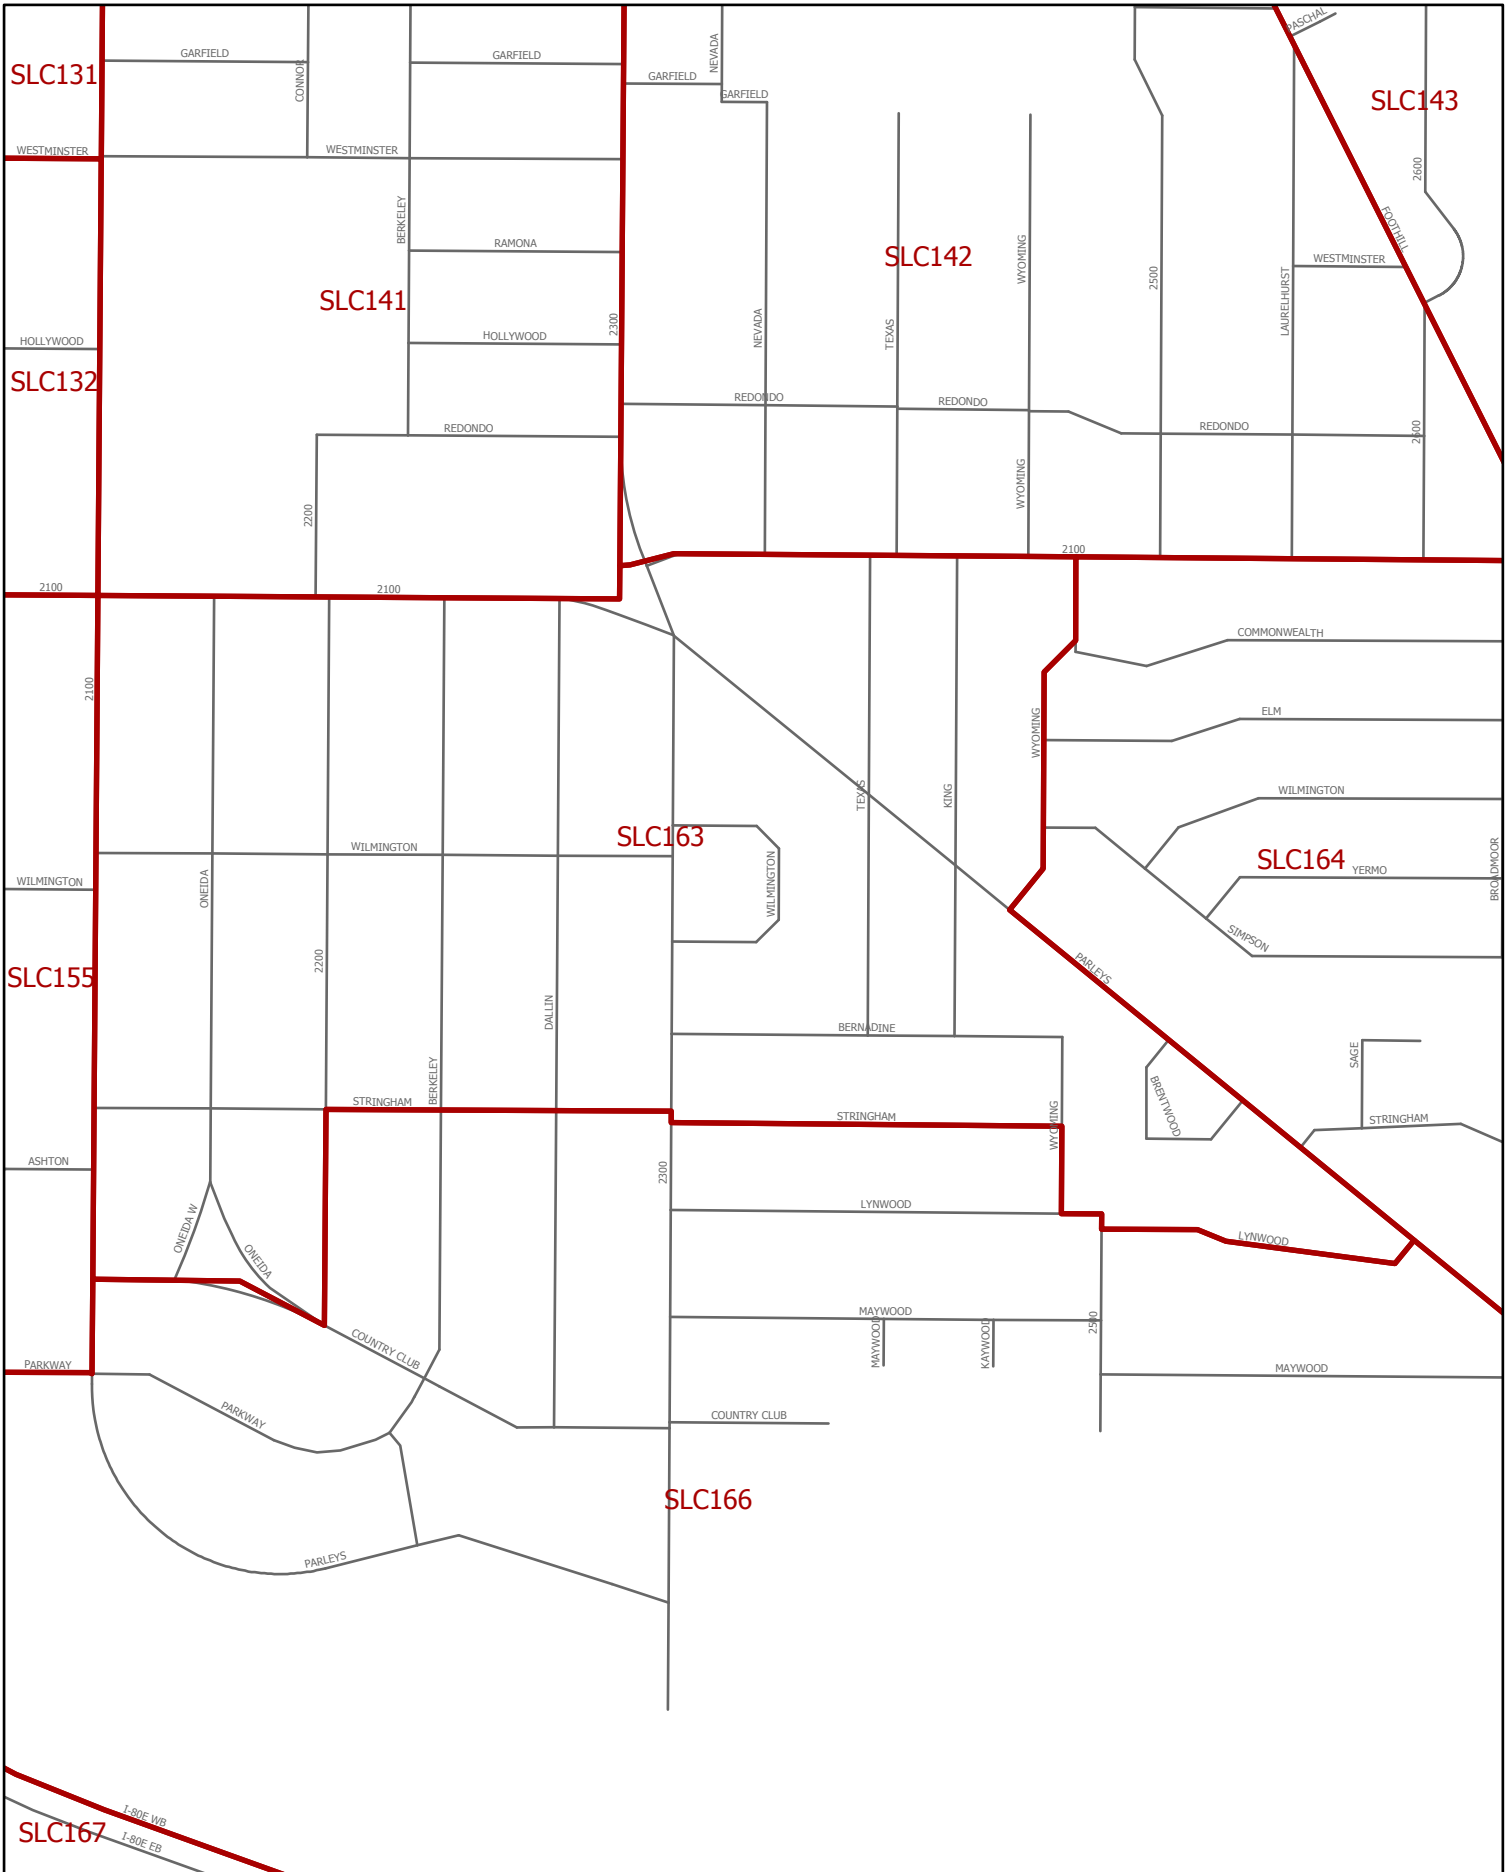 PASCHAL
GARFIELD
GARFIELD
NEVADA
SLC131
CONNOR
GARFIELD
GARFIELD
SLC143
WESTMINSTER
WESTMINSTER
2600
BERKELEY
FOOTHILL
RAMONA
WYOMING
SLC142
WESTMINSTER
2500
SLC141
LAURELHURST
2300
NEVADA
TEXAS
HOLLYWOOD
HOLLYWOOD
SLC132
REDONDO
REDONDO
REDONDO
REDONDO
2600
WYOMING
2200
2100
2100
2100
COMMONWEALTH
2100
ELM
WYOMING
WILMINGTON
TEXAS
KING
SLC163
WILMINGTON
SLC164
YERMO
BROADMOOR
WILMINGTON
ONEIDA
WILMINGTON
SIMPSON
2200
SLC155
PARLEYS
DALLIN
BERNADINE
SAGE
BERKELEY
BRENTWOOD
STRINGHAM
STRINGHAM
WYOMING
STRINGHAM
ASHTON
2300
LYNWOOD
ONEIDA W
ONEIDA
LYNWOOD
MAYWOOD
2500
MAYWOOD
KAYWOOD
COUNTRY CLUB
PARKWAY
MAYWOOD
PARKWAY
COUNTRY CLUB
SLC166
PARLEYS
I-80E WB
SLC167
I-80E EB